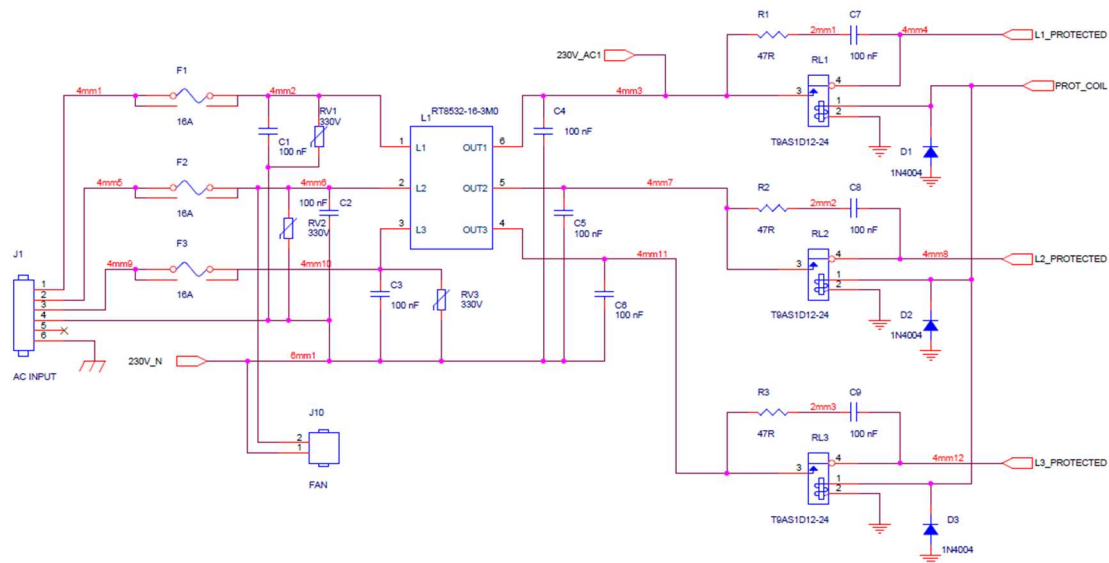 R1
2mm1
C7
4mm4
L1_PROTECTED
47R
100 nF
230V_AC1
RL1
F1
4mm1
4mm2
16A
RV1
330V
C1
100 nF
RT8532-16-3M0
L1
1
L1
OUT1
6
2
L2
OUT2
5
3
L3
OUT3
4
4mm3
C4
100 nF
3
4
1
2
PROT_COIL
T9AS1D12-24
D1
1N4004
F2
4mm5
4mm6
16A
100 nF
C2
RV2
330V
4mm7
C5
100 nF
R2
2mm2
C8
47R
100 nF
RL2
3
4
1
2
4mm8
L2_PROTECTED
T9AS1D12-24
D2
1N4004
F3
4mm9
4mm10
16A
C3
100 nF
RV3
330V
4mm11
C6
100 nF
J1
1
2
3
4
5
6
AC INPUT
230V_N
6mm1
J10
2
1
FAN
R3
2mm3
C9
47R
100 nF
RL3
3
4
1
2
4mm12
L3_PROTECTED
T9AS1D12-24
D3
1N4004